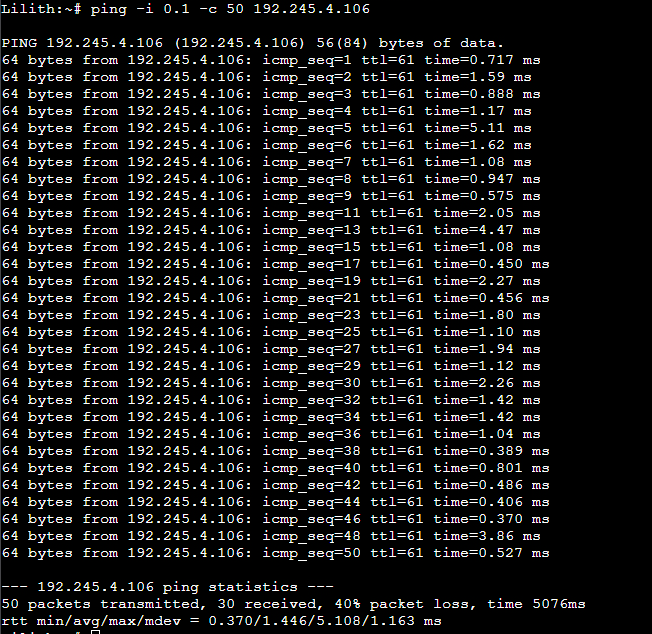 Lilith:~# ping -i 0.1 -c 50 192.245.4.106
PING 192.245.4.106 (192.245.4.106) 56(84) bytes of data.
64 bytes from 192.245.4.106: icmp_seq=1 ttl=61 time=0.717 ms
64 bytes from 192.245.4.106: icmp_seq=2 ttl=61 time=1.59 ms
64 bytes from 192.245.4.106: icmp_seq=3 ttl=61 time=0.888 ms
64 bytes from 192.245.4.106: icmp_seq=4 ttl=61 time=1.17 ms
64 bytes from 192.245.4.106: icmp_seq=5 ttl=61 time=5.11 ms
64 bytes from 192.245.4.106: icmp_seq=6 ttl=61 time=1.62 ms
64 bytes from 192.245.4.106: icmp_seq=7 ttl=61 time=1.08 ms
64 bytes from 192.245.4.106: icmp_seq=8 ttl=61 time=0.947 ms
64 bytes from 192.245.4.106: icmp_seq=9 ttl=61 time=0.575 ms
64 bytes from 192.245.4.106: icmp_seq=11 ttl=61 time=2.05 ms
64 bytes from 192.245.4.106: icmp_seq=13 ttl=61 time=4.47 ms
64 bytes from 192.245.4.106: icmp_seq=15 ttl=61 time=1.08 ms
64 bytes from 192.245.4.106: icmp_seq=17 ttl=61 time=0.450 ms
64 bytes from 192.245.4.106: icmp_seq=19 ttl=61 time=2.27 ms
64 bytes from 192.245.4.106: icmp_seq=21 ttl=61 time=0.456 ms
64 bytes from 192.245.4.106: icmp_seq=23 ttl=61 time=1.80 ms
64 bytes from 192.245.4.106: icmp_seq=25 ttl=61 time=1.10 ms
64 bytes from 192.245.4.106: icmp_seq=27 ttl=61 time=1.94 ms
64 bytes from 192.245.4.106: icmp_seq=29 ttl=61 time=1.12 ms
64 bytes from 192.245.4.106: icmp_seq=30 ttl=61 time=2.26 ms
64 bytes from 192.245.4.106: icmp_seq=32 ttl=61 time=1.42 ms
64 bytes from 192.245.4.106: icmp_seq=34 ttl=61 time=1.42 ms
64 bytes from 192.245.4.106: icmp_seq=36 ttl=61 time=1.04 ms
64 bytes from 192.245.4.106: icmp_seq=38 ttl=61 time=0.389 ms
64 bytes from 192.245.4.106: icmp_seq=40 ttl=61 time=0.801 ms
64 bytes from 192.245.4.106: icmp_seq=42 ttl=61 time=0.486 ms
64 bytes from 192.245.4.106: icmp_seq=44 ttl=61 time=0.406 ms
64 bytes from 192.245.4.106: icmp_seq=46 ttl=61 time=0.370 ms
64 bytes from 192.245.4.106: icmp_seq=48 ttl=61 time=3.86 ms
64 bytes from 192.245.4.106: icmp_seq=50 ttl=61 time=0.527 ms
--- 192.245.4.106 ping statistics ---
50 packets transmitted, 30 received, 40% packet loss, time 5076ms
rtt min/avg/max/mdev = 0.370/1.446/5.108/1.163 ms